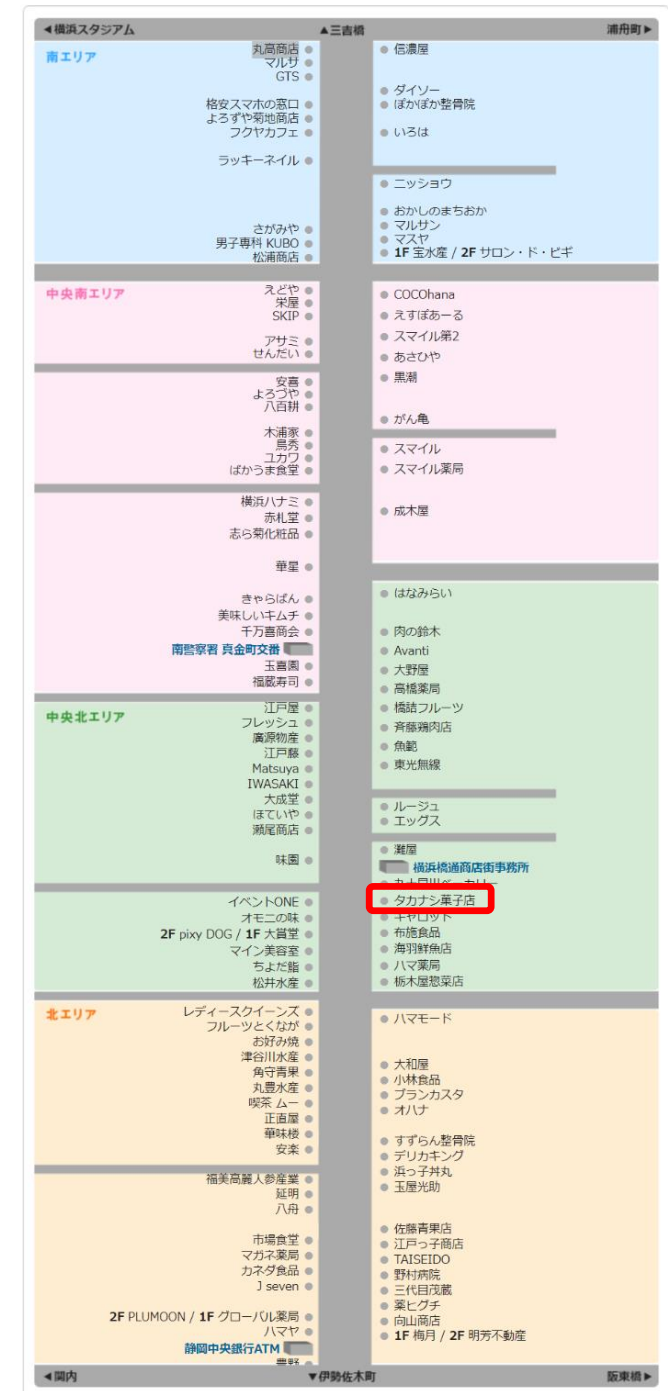 ◀横浜スタジアム ▲三吉橋 浦舟町▶
南エリア
丸高商店
マルサ
GTS
格安スマホの窓口
よろずや菊地商店
フクヤカフェ
ラッキーネイル
さがみや
男子専科 KUBO
松浦商店
信濃屋
ダイソー
ぽかぽか整骨院
いろは
ニッショウ
おかしのまちおか
マルサン
マスヤ
1F 宝水産 / 2F サロン・ド・ビギ
中央南エリア
えどや
栄屋
SKIP
アサミ
せんだい
安喜
よろづや
八百耕
木浦家
鳥秀
ユカワ
ばかうま食堂
横浜ハナミ
赤札堂
志ら菊化粧品
華星
きゃらばん
美味しいキムチ
千万喜商会
南警察署 真金町交番
玉喜園
福蔵寿司
COCOhana
えすぽあーる
スマイル第2
あさひや
黒潮
がん亀
スマイル
スマイル薬局
成木屋
中央北エリア
江戸屋
フレッシュ
廣源物産
江戸藤
Matsuya
IWASAKI
大成堂
ほていや
瀬尾商店
味園
イベントONE
オモニの味
2F pixy DOG / 1F 大貫堂
マイン美容室
ちよだ鮨
松井水産
はなみらい
肉の鈴木
Avanti
大野屋
高橋薬局
橋詰フルーツ
斉藤鶏肉店
魚範
東光無線
ルージュ
エッグス
灘屋
横浜橋通商店街事務所
タカナシ菓子店
キャロット
布施食品
海羽鮮魚店
ハマ薬局
栃木屋惣菜店
北エリア
レディースクイーンズ
フルーツとくなが
お好み焼
津谷川水産
角守青果
丸豊水産
喫茶 ムー
正直屋
華味楼
安楽
福美高麗人参産業
延明
八舟
市場食堂
マガネ薬局
カネダ食品
J seven
2F PLUMOON / 1F グローバル薬局
ハマヤ
静岡中央銀行ATM
豊野
ハマモード
大和屋
小林食品
ブランカスタ
オハナ
すずらん整骨院
デリカキング
浜っ子丼丸
玉屋光助
佐藤青果店
江戸っ子商店
TAISEIDO
野村病院
三代目茂蔵
薬ヒグチ
向山商店
1F 梅月 / 2F 明芳不動産
◀関内 ▼伊勢佐木町 阪東橋▶